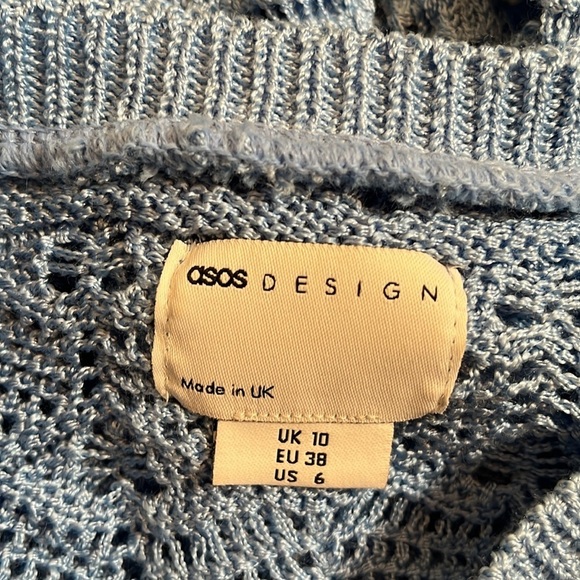 asos DESIGN
Made in UK
UK 10
EU 38
US 6